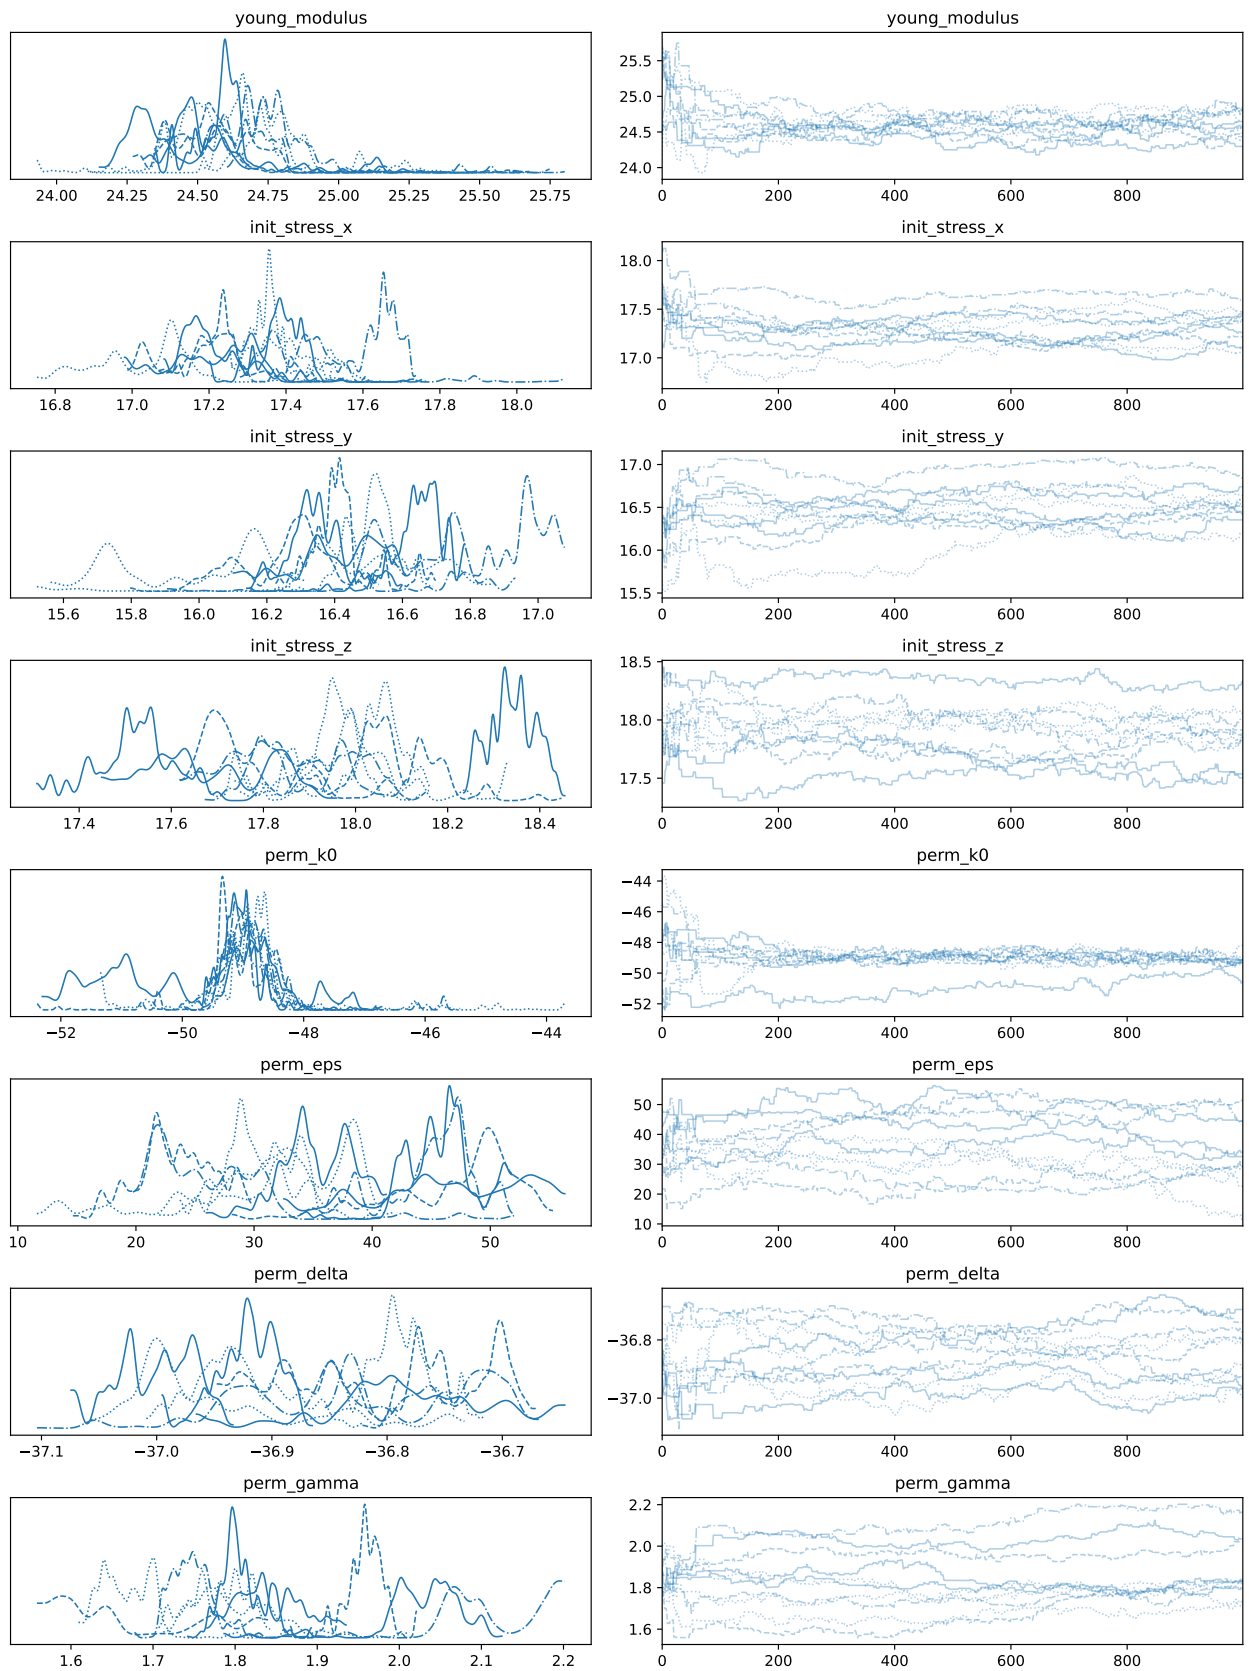 young_modulus young_modulus
25.5
25.0
24.5
24.0
24.00 24.25 24.50 24.75 25.00 25.25 25.50 25.75 0 200 400 600 800
init_stress_x init_stress_x
18.0
17.5
17.0
16.8 17.0 17.2 17.4 17.6 17.8 18.0 0 200 400 600 800
init_stress_y init_stress_y
17.0
16.5
16.0
15.5
15.6 15.8 16.0 16.2 16.4 16.6 16.8 17.0 0 200 400 600 800
init_stress_z init_stress_z
18.5
18.0
17.5
17.4 17.6 17.8 18.0 18.2 18.4 0 200 400 600 800
perm_k0 perm_k0
−44
−46
−48
−50
−52
−52 −50 −48 −46 −44 0 200 400 600 800
perm_eps perm_eps
50
40
30
20
10
10 20 30 40 50 0 200 400 600 800
perm_delta perm_delta
−36.8
−37.0
−37.1 −37.0 −36.9 −36.8 −36.7 0 200 400 600 800
perm_gamma perm_gamma
2.2
2.0
1.8
1.6
1.6 1.7 1.8 1.9 2.0 2.1 2.2 0 200 400 600 800